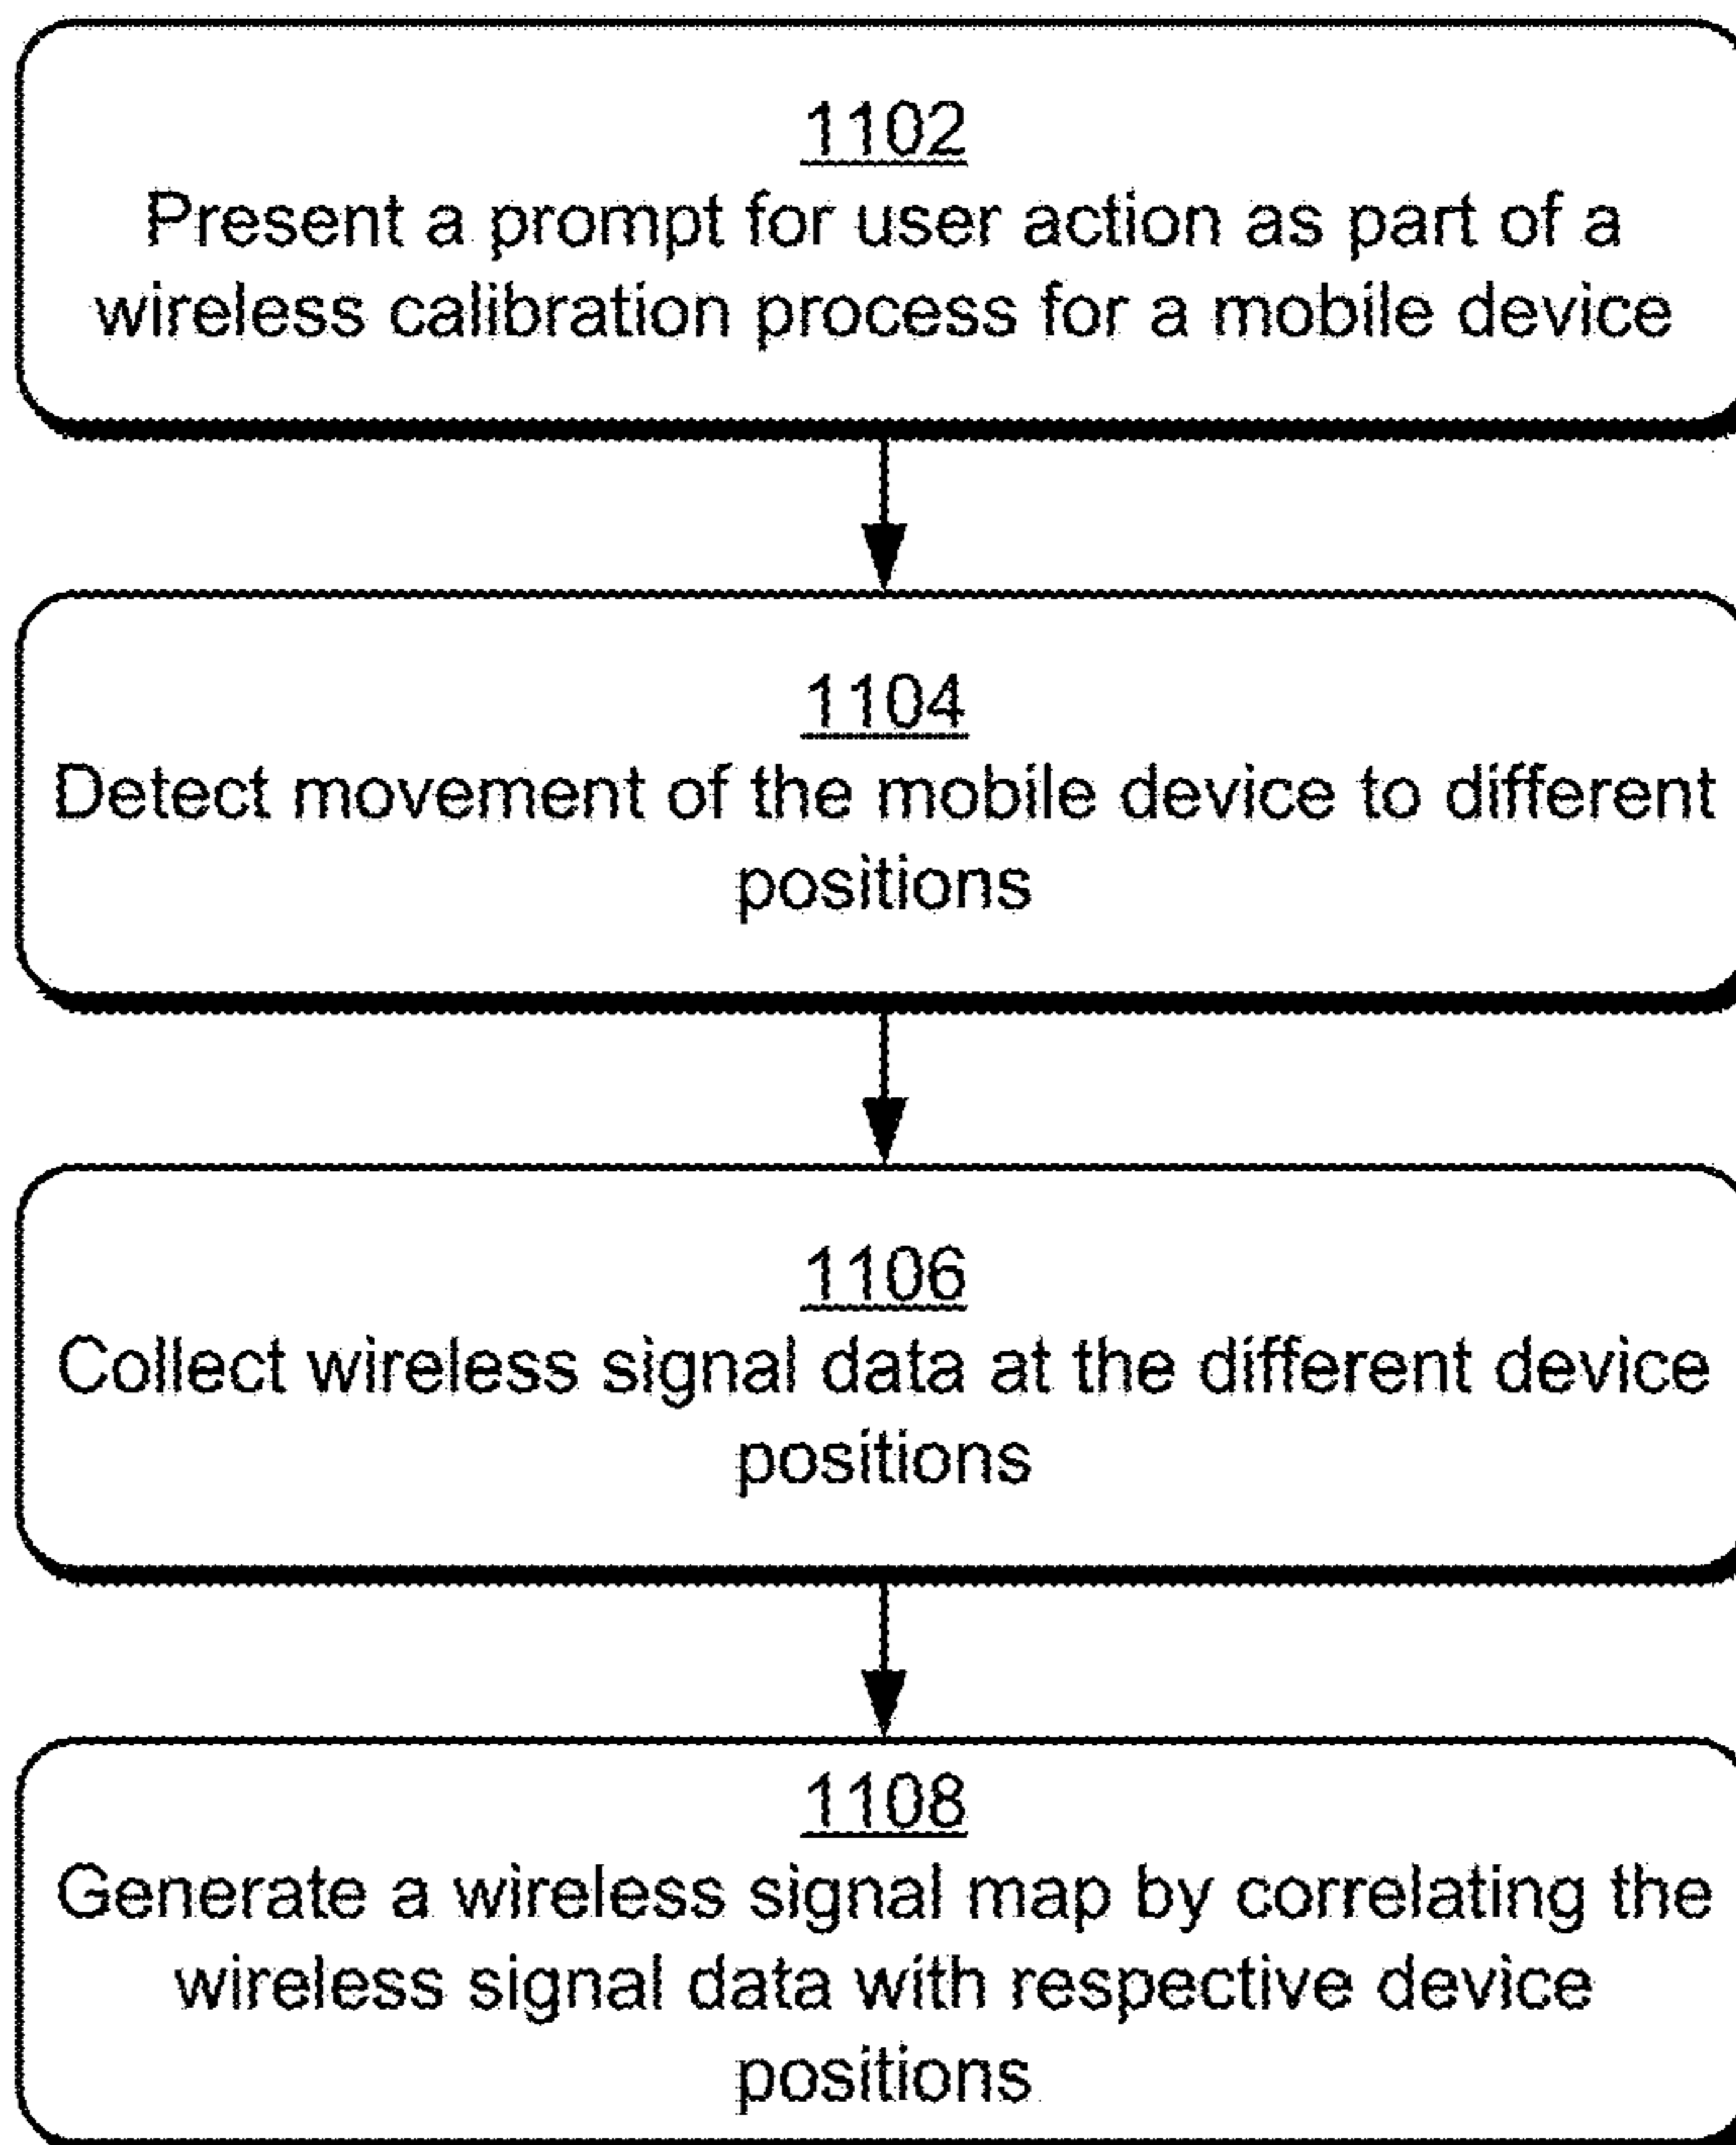 1102
Present a prompt for user action as part of a
wireless calibration process for a mobile device
1104
Detect movement of the mobile device to different
positions
1106
Collect wireless signal data at the different device
positions
1108
Generate a wireless signal map by correlating the
wireless signal data with respective device
positions